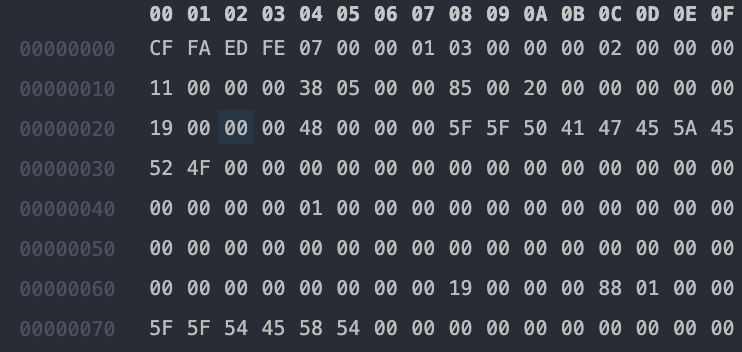 00 01 02 03 04 05 06 07 08 09 0A 0B 0C 0D 0E 0F
00000000 CF FA ED FE 07 00 00 01 03 00 00 00 02 00 00 00
00000010 11 00 00 00 38 05 00 00 85 00 20 00 00 00 00 00
00000020 19 00 00 00 48 00 00 00 5F 5F 50 41 47 45 5A 45
00000030 52 4F 00 00 00 00 00 00 00 00 00 00 00 00 00 00
00000040 00 00 00 00 01 00 00 00 00 00 00 00 00 00 00 00
00000050 00 00 00 00 00 00 00 00 00 00 00 00 00 00 00 00
00000060 00 00 00 00 00 00 00 00 19 00 00 00 88 01 00 00
00000070 5F 5F 54 45 58 54 00 00 00 00 00 00 00 00 00 00